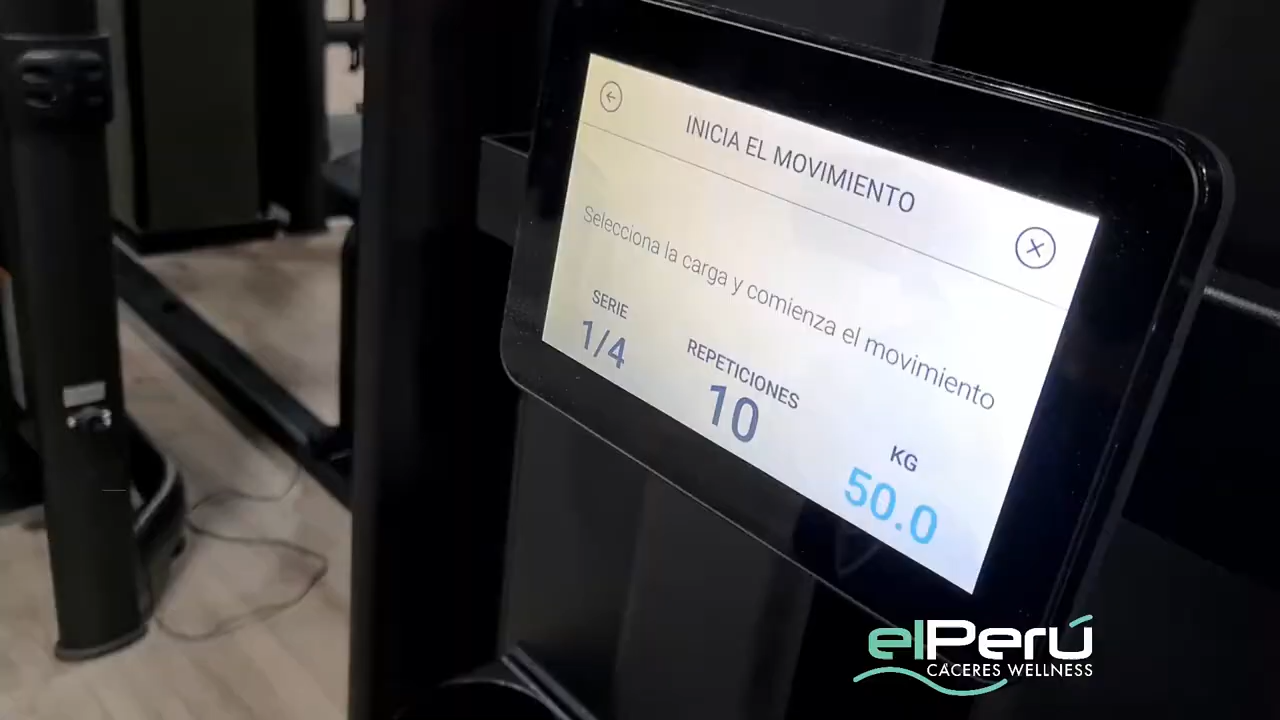 INICIA EL MOVIMIENTO
Selecciona la carga y comienza el movimiento
SERIE
1/4
REPETICIONES
10
KG
50.0
elPerú
CACERES WELLNESS